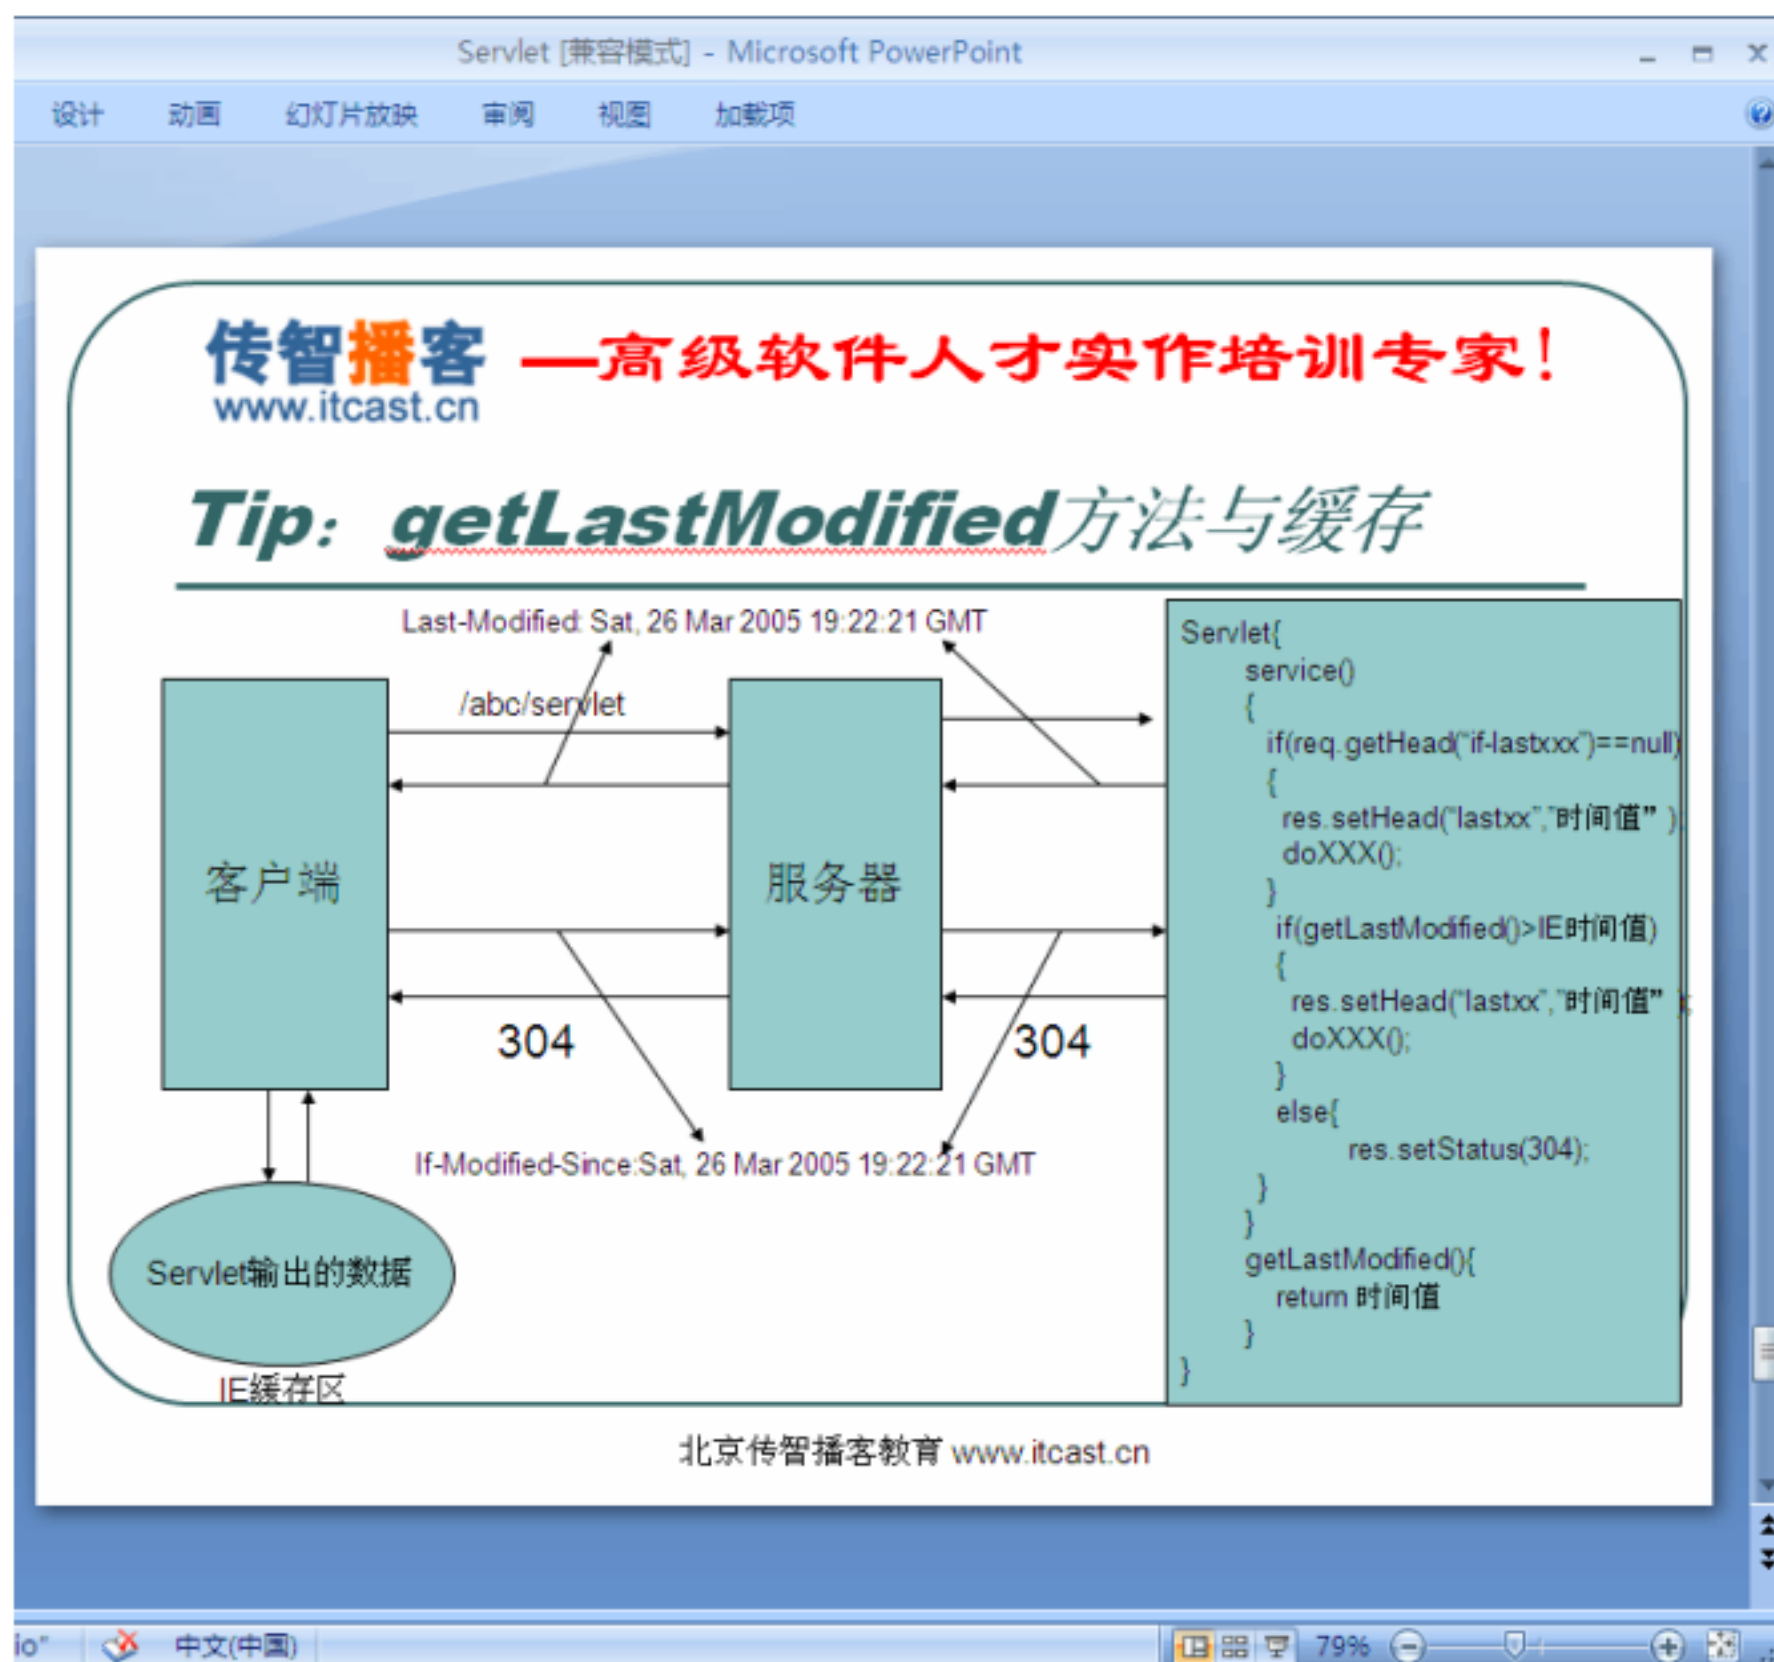 Servlet [兼容模式] - Microsoft PowerPoint
设计 动画 幻灯片放映 审阅 视图 加载项
传智播客 —高级软件人才实作培训专家!
www.itcast.cn
Tip：getLastModified方法与缓存
Last-Modified: Sat, 26 Mar 2005 19:22:21 GMT
/abc/servlet
客户端
服务器
304
304
If-Modified-Since:Sat, 26 Mar 2005 19:22:21 GMT
Servlet输出的数据
IE缓存区
Servlet{
service()
{
if(req.getHead("if-lastxxx")==null)
{
res.setHead("lastxx","时间值");
doXXX();
}
if(getLastModified()>IE时间值)
{
res.setHead("lastxx","时间值");
doXXX();
}
else{
res.setStatus(304);
}
}
getLastModified(){
return 时间值
}
}
北京传智播客教育 www.itcast.cn
io" 中文(中国) 79%